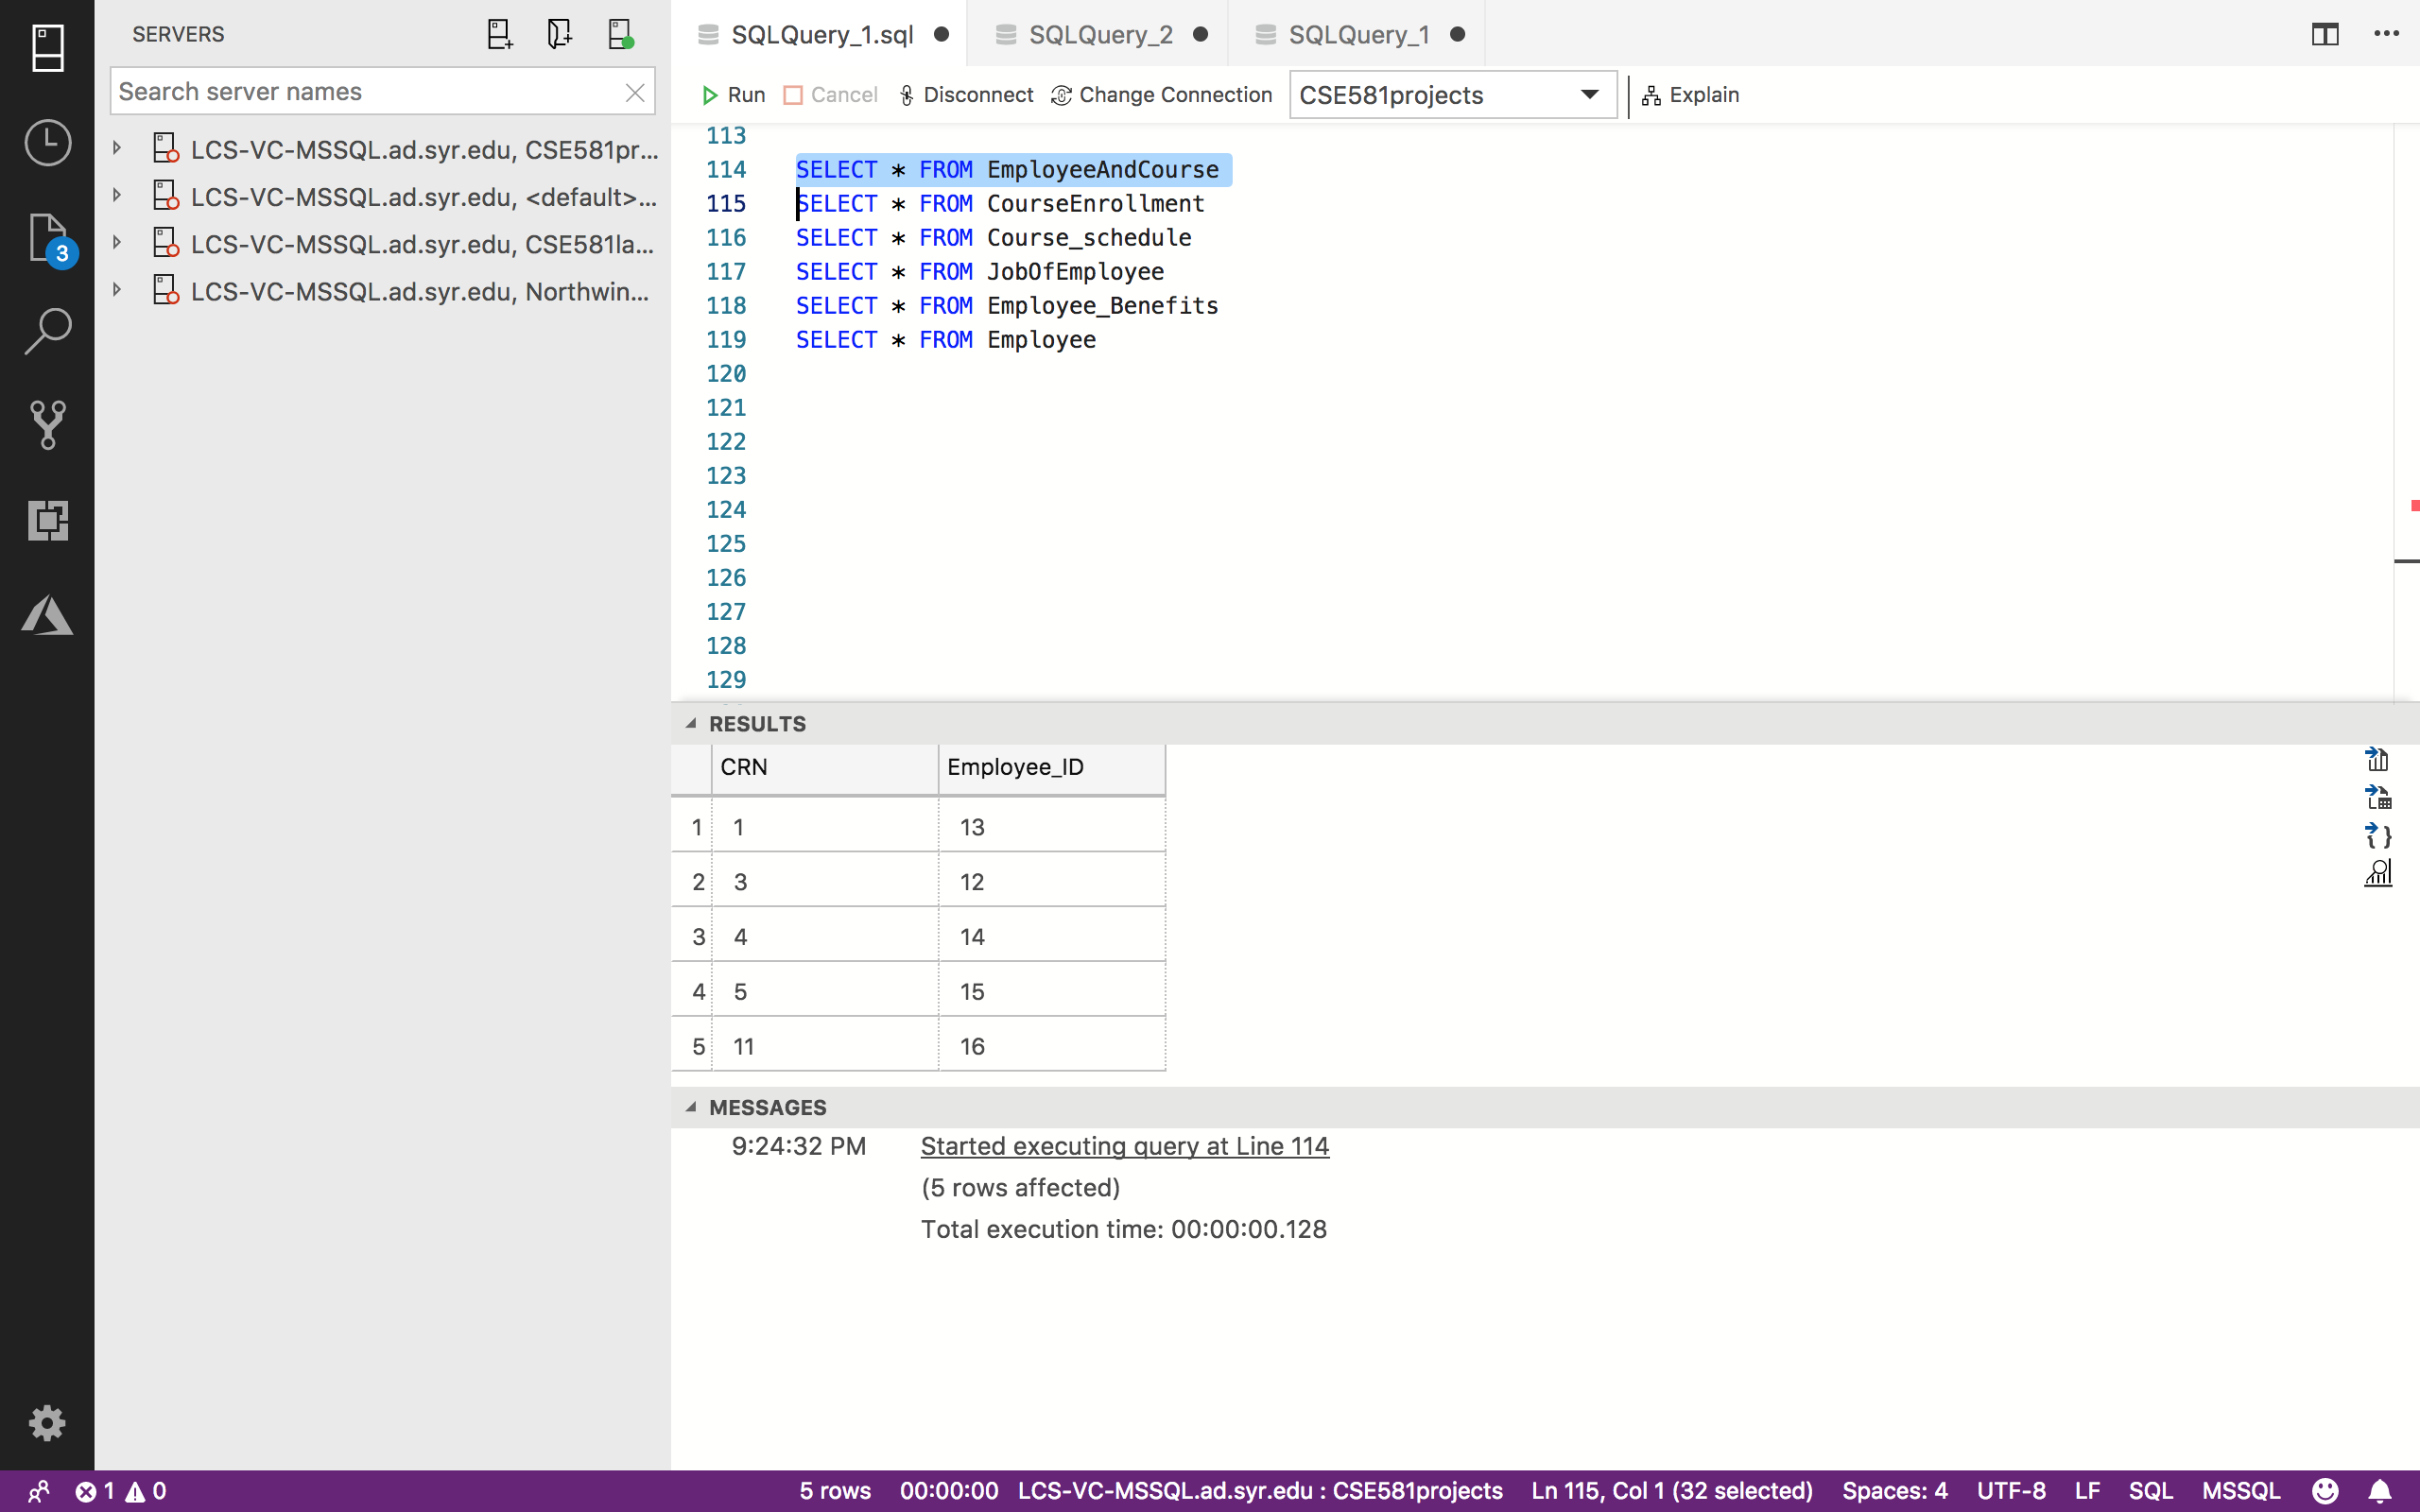 SERVERS
Search server names
LCS-VC-MSSQL.ad.syr.edu, CSE581pr...
LCS-VC-MSSQL.ad.syr.edu, <default>...
LCS-VC-MSSQL.ad.syr.edu, CSE581la...
LCS-VC-MSSQL.ad.syr.edu, Northwin...
3
SQLQuery_1.sql SQLQuery_2 SQLQuery_1
Run Cancel Disconnect Change Connection CSE581projects Explain
113
114 SELECT * FROM EmployeeAndCourse
115 SELECT * FROM CourseEnrollment
116 SELECT * FROM Course_schedule
117 SELECT * FROM JobOfEmployee
118 SELECT * FROM Employee_Benefits
119 SELECT * FROM Employee
120
121
122
123
124
125
126
127
128
129
RESULTS
CRN Employee_ID
1 1 13
2 3 12
3 4 14
4 5 15
5 11 16
MESSAGES
9:24:32 PM Started executing query at Line 114
(5 rows affected)
Total execution time: 00:00:00.128
1 0 5 rows 00:00:00 LCS-VC-MSSQL.ad.syr.edu : CSE581projects Ln 115, Col 1 (32 selected) Spaces: 4 UTF-8 LF SQL MSSQL